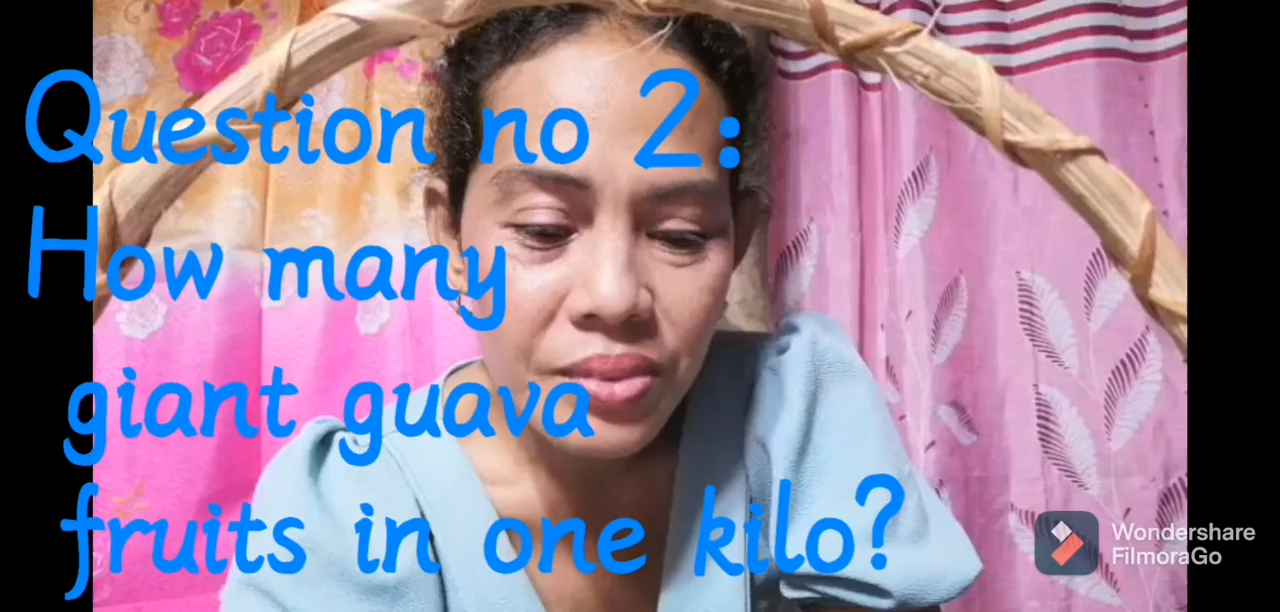 Question no 2:
How many
giant guava
fruits in one kilo?
Wondershare
FilmoraGo